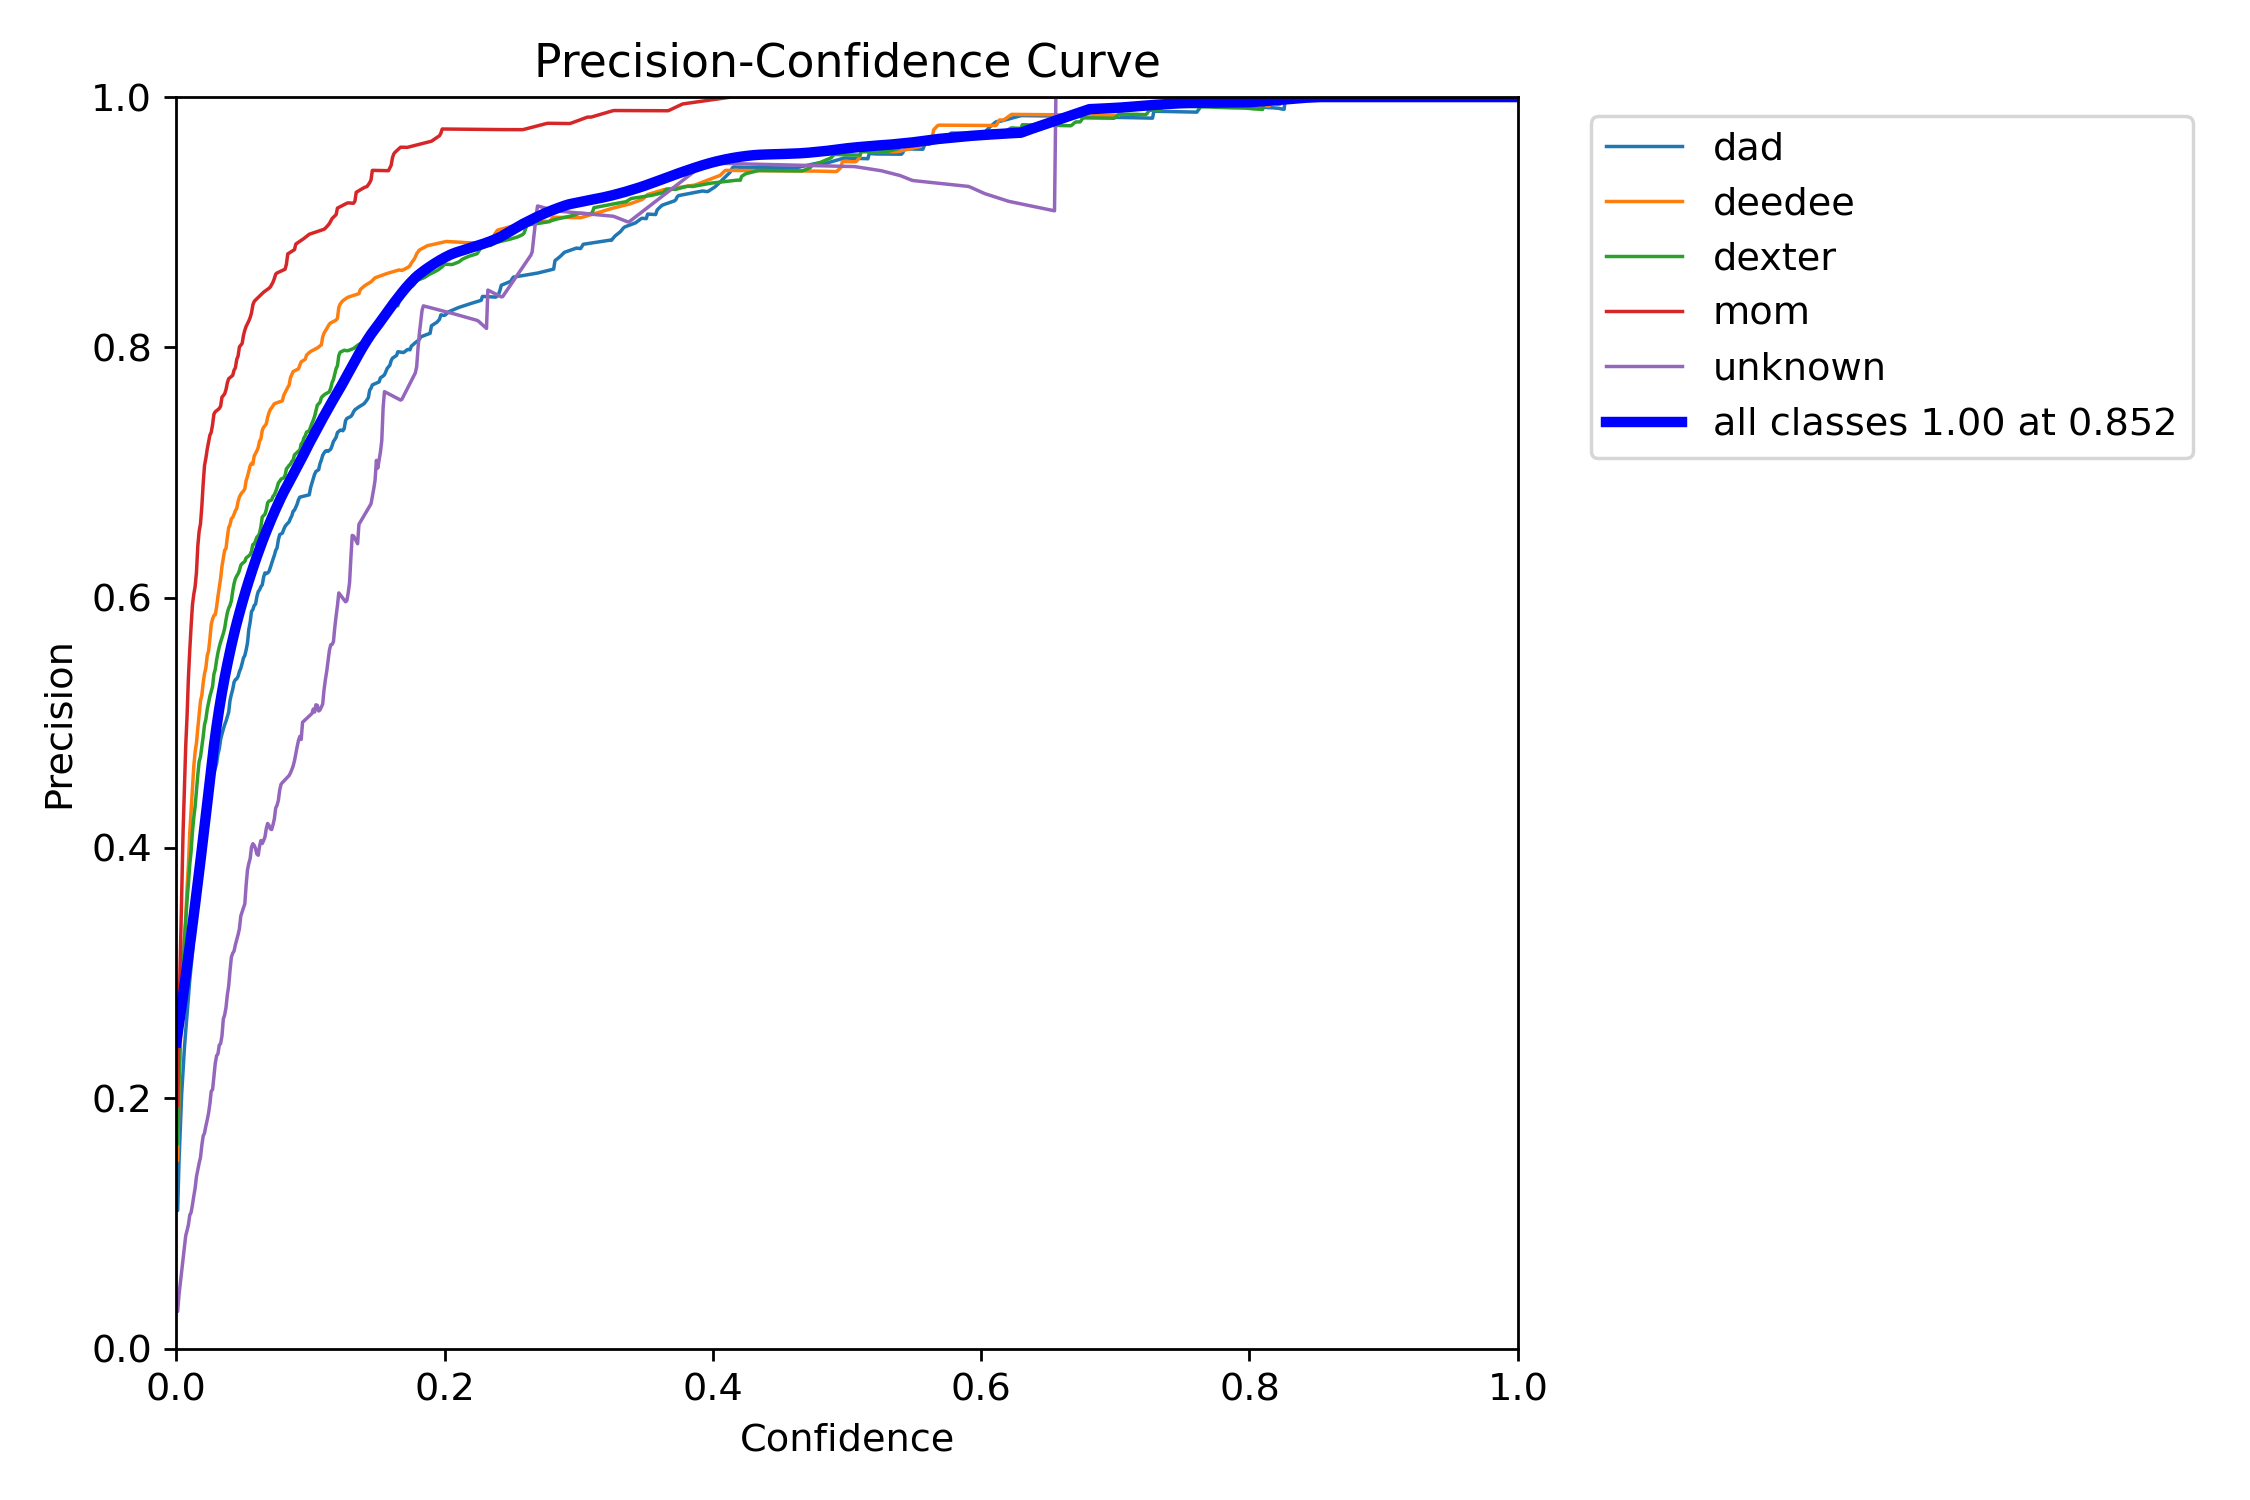 Precision-Confidence Curve
1.0
0.8
0.6
0.4
0.2
0.0
Precision
0.0 0.2 0.4 0.6 0.8 1.0
Confidence
dad
deedee
dexter
mom
unknown
all classes 1.00 at 0.852